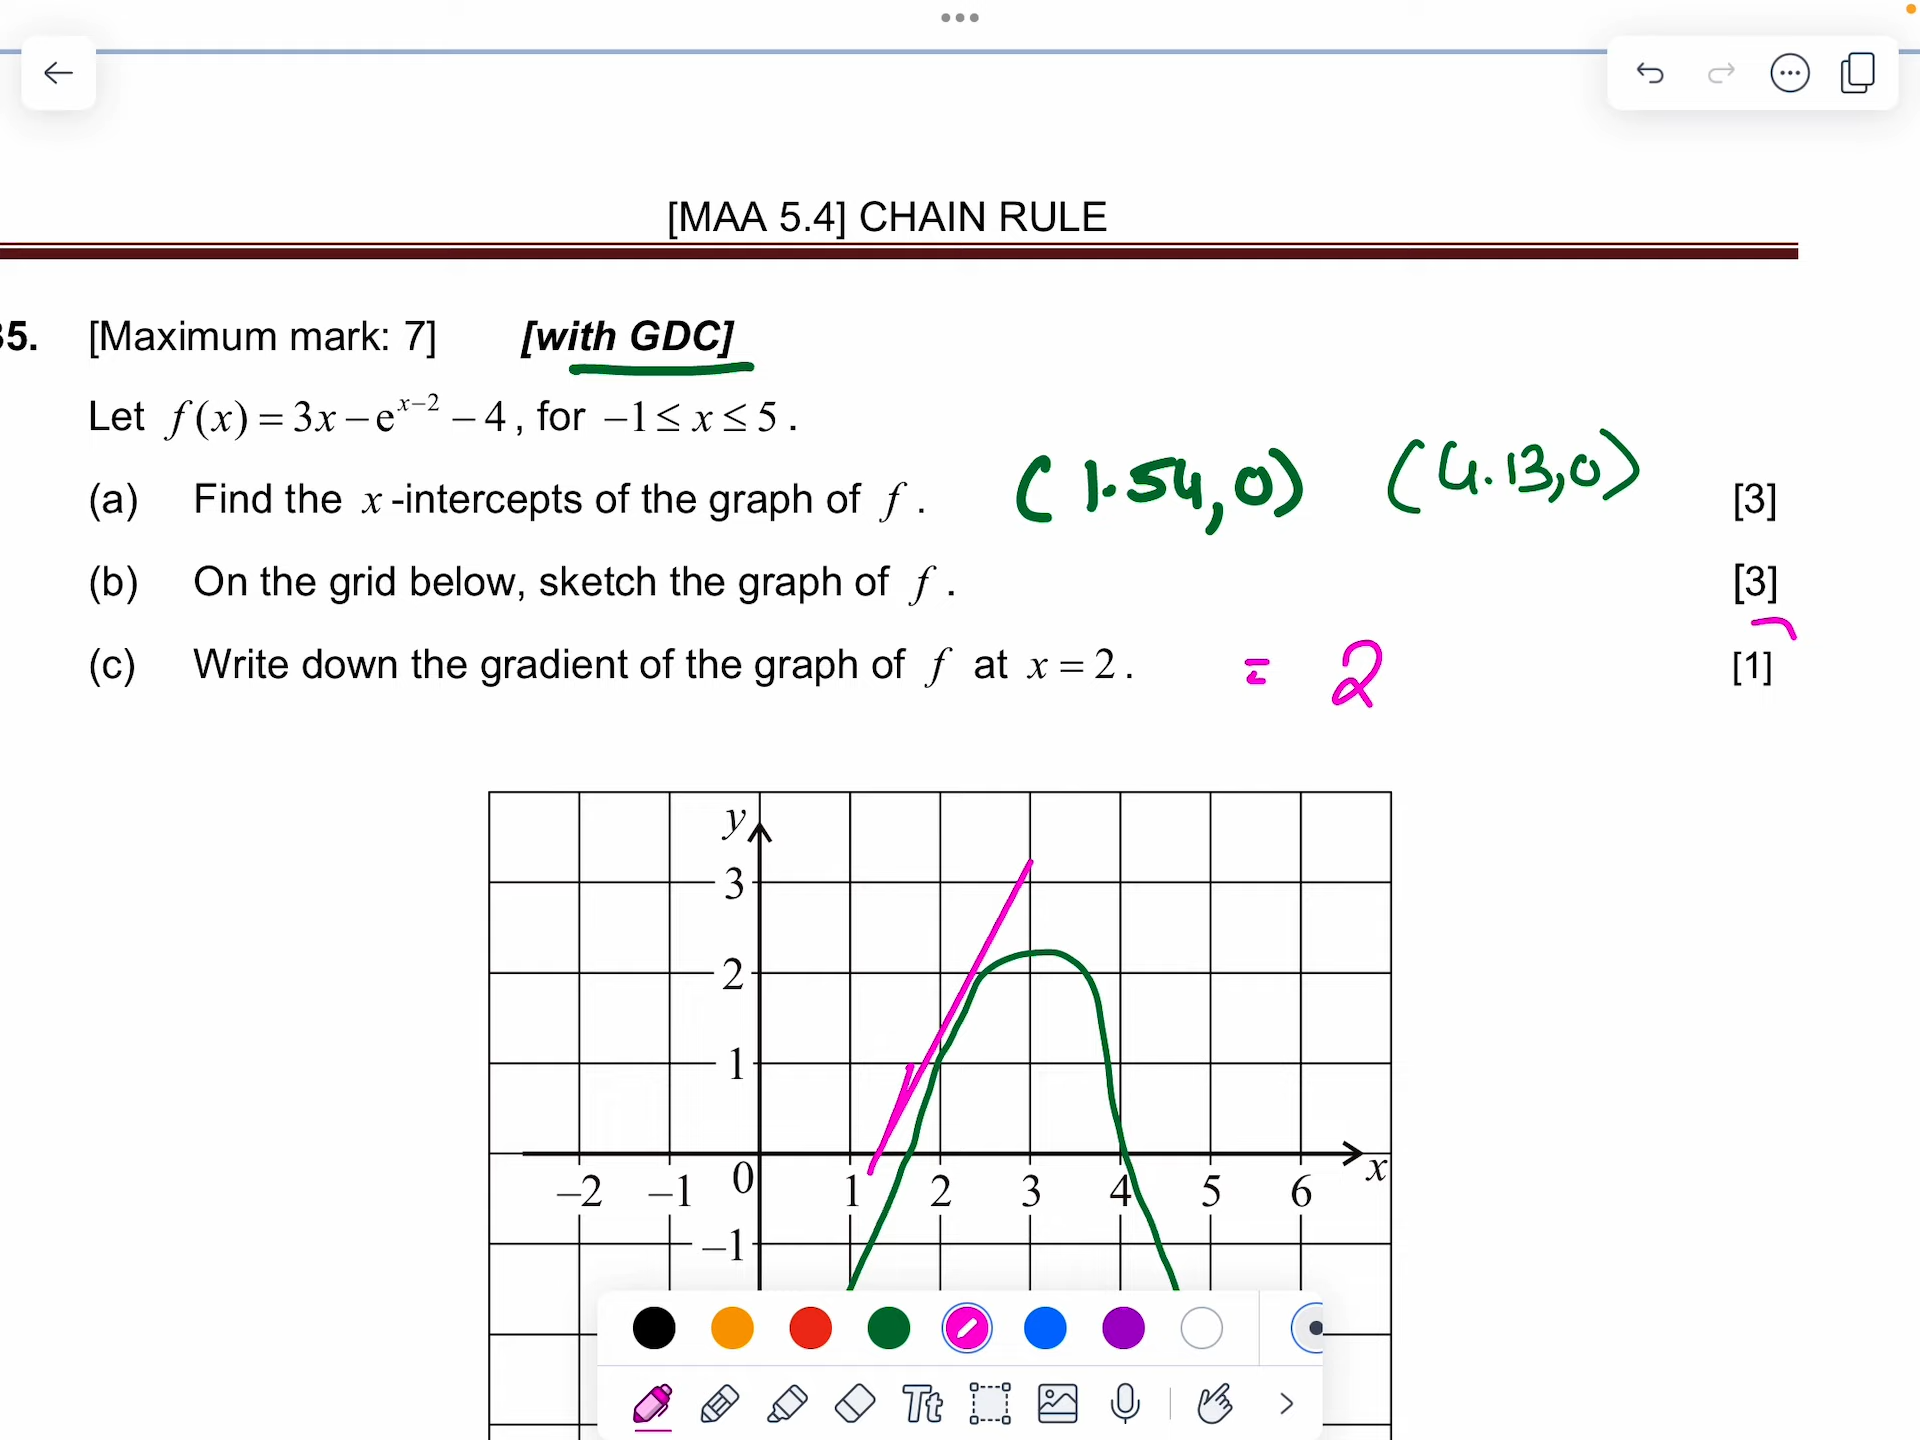 [MAA 5.4] CHAIN RULE
35. [Maximum mark: 7] [with GDC]
Let f(x) = 3x − e^(x−2) − 4, for −1 ≤ x ≤ 5.
(a) Find the x-intercepts of the graph of f. (1.54,0) (4.13,0) [3]
(b) On the grid below, sketch the graph of f. [3]
(c) Write down the gradient of the graph of f at x = 2. = 2 [1]
y
3
2
1
0
x
−2 −1 1 2 3 4 5 6
−1
Tt